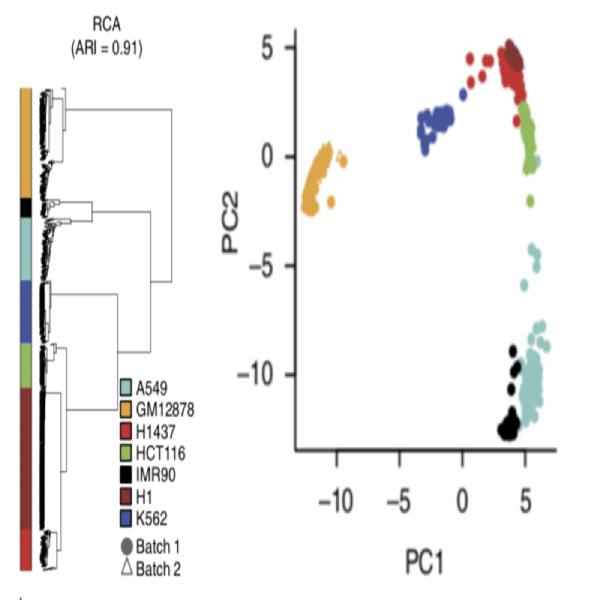 RCA
(ARI = 0.91)
A549
GM12878
H1437
HCT116
IMR90
H1
K562
Batch 1
Batch 2
PC2
5
0
−5
−10
−10
−5
0
5
PC1